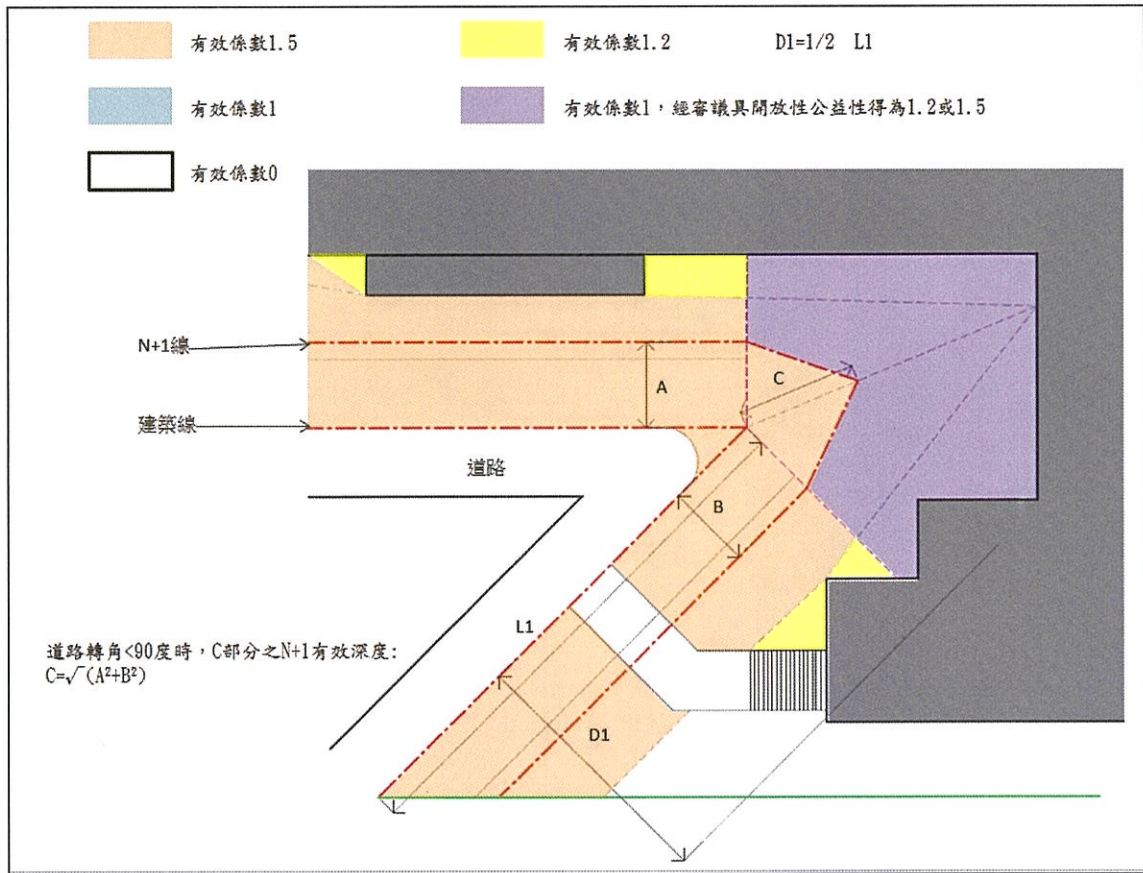 有效係數1.5
有效係數1.2
D1=1/2 L1
有效係數1
有效係數1，經審議具開放性公益性得為1.2或1.5
有效係數0
N+1線
A
C
建築線
道路
B
L1
道路轉角<90度時，C部分之N+1有效深度:
C=√(A²+B²)
D1